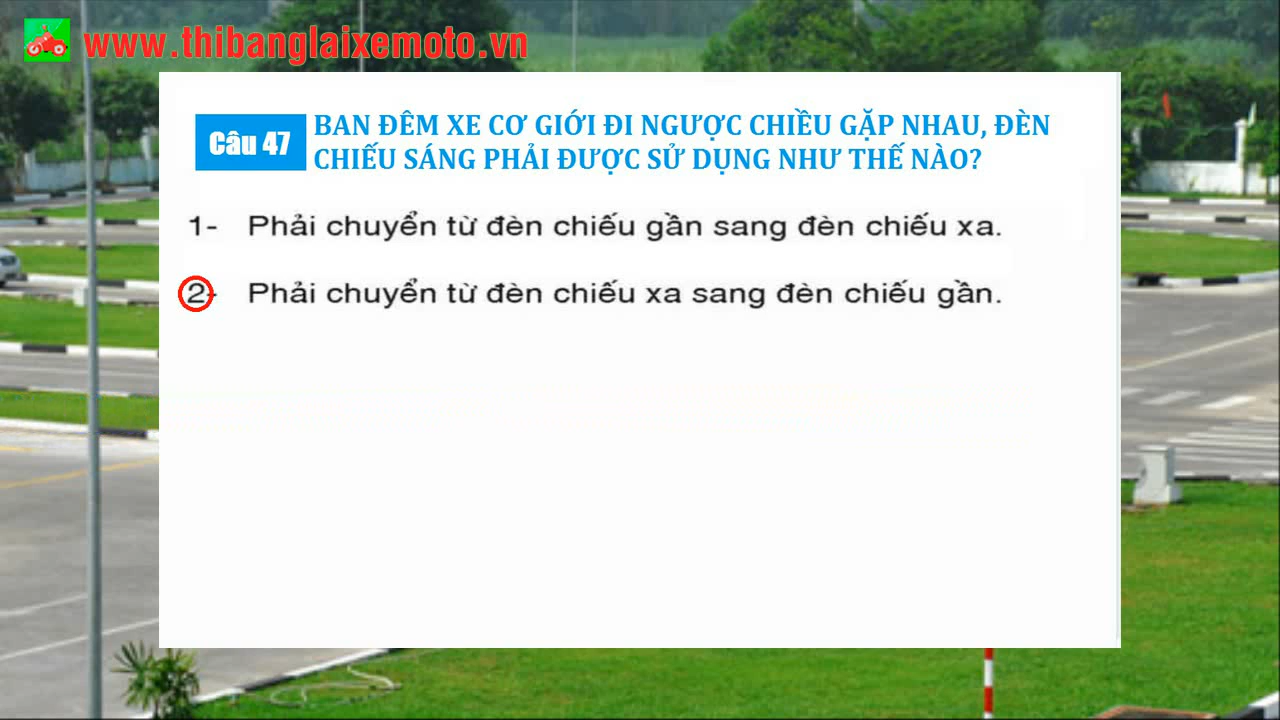 www.thibanglaixemoto.vn
Câu 47
BAN ĐÊM XE CƠ GIỚI ĐI NGƯỢC CHIỀU GẶP NHAU, ĐÈN
CHIẾU SÁNG PHẢI ĐƯỢC SỬ DỤNG NHƯ THẾ NÀO?
1- Phải chuyển từ đèn chiếu gần sang đèn chiếu xa.
2- Phải chuyển từ đèn chiếu xa sang đèn chiếu gần.